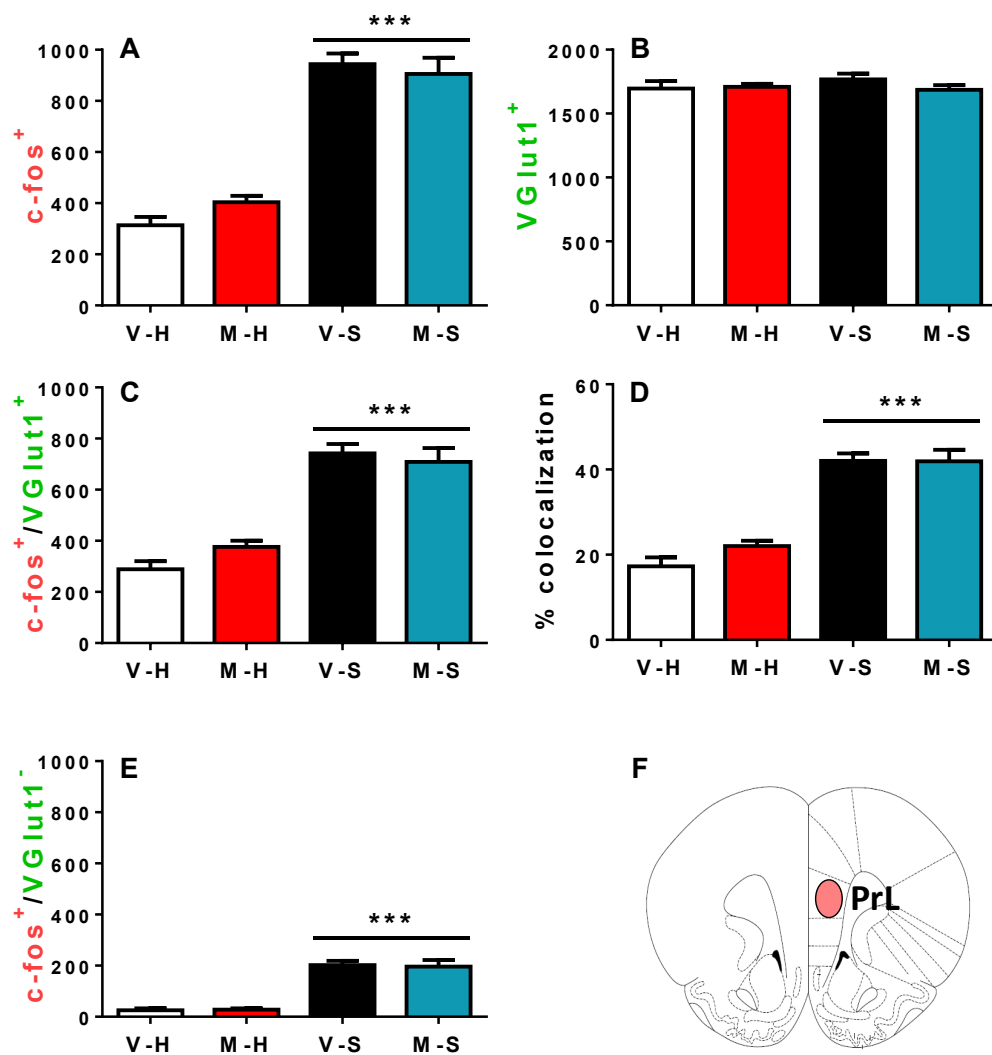 A
***
c-fos+
1000
800
600
400
200
0
V-H M-H V-S M-S
B
VGlut1+
2000
1500
1000
500
0
V-H M-H V-S M-S
C
***
c-fos+/VGlut1+
1000
800
600
400
200
0
V-H M-H V-S M-S
D
***
% colocalization
60
40
20
0
V-H M-H V-S M-S
E
***
c-fos+/VGlut1-
1000
800
600
400
200
0
V-H M-H V-S M-S
F
PrL